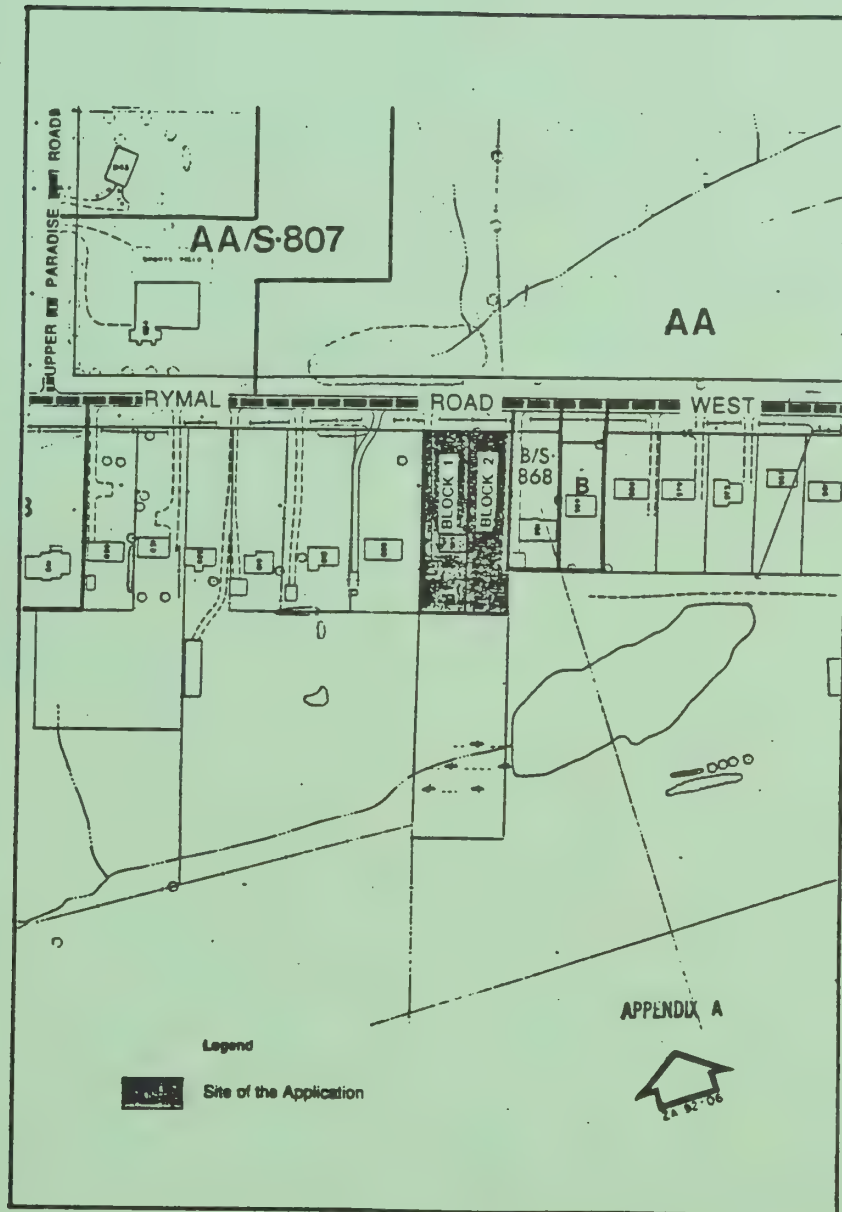 UPPER PARADISE ROAD
AA/S·807
AA
RYMAL ROAD WEST
BLOCK 1
BLOCK 2
B/S·
868
B
APPENDIX A
Legend
Site of the Application
ZA 92·06